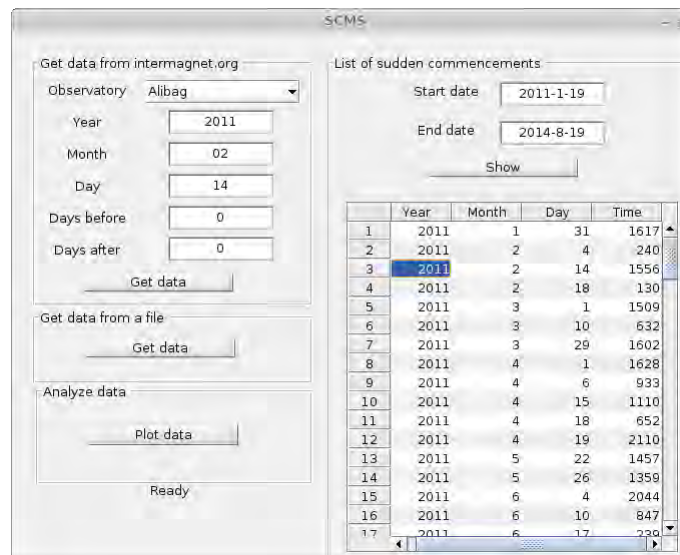 SCMS
Get data from intermagnet.org
Observatory Alibag
Year 2011
Month 02
Day 14
Days before 0
Days after 0
Get data
Get data from a file
Get data
Analyze data
Plot data
Ready
List of sudden commencements
Start date 2011-1-19
End date 2014-8-19
Show
Year Month Day Time
1 2011 1 31 1617
2 2011 2 4 240
3 2011 2 14 1556
4 2011 2 18 130
5 2011 3 1 1509
6 2011 3 10 632
7 2011 3 29 1602
8 2011 4 1 1628
9 2011 4 6 933
10 2011 4 15 1110
11 2011 4 18 652
12 2011 4 19 2110
13 2011 5 22 1457
14 2011 5 26 1359
15 2011 6 4 2044
16 2011 6 10 847
17 2011 6 17 239